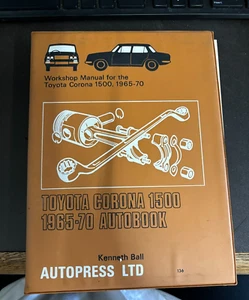 Workshop Manual for the
Toyota Corona 1500, 1965-70
TOYOTA CORONA 1500
1965-70 AUTOBOOK
Kenneth Ball
AUTOPRESS LTD